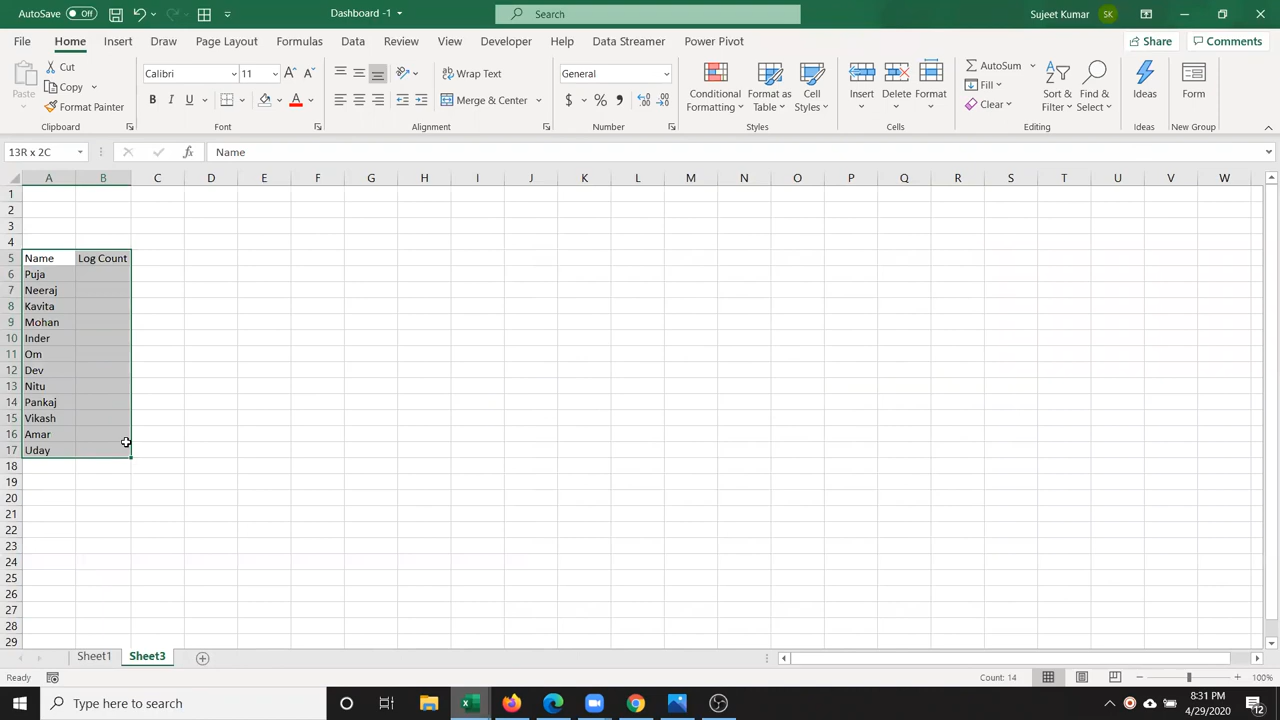 AutoSave Off
Dashboard -1
Search
Sujeet Kumar SK
File Home Insert Draw Page Layout Formulas Data Review View Developer Help Data Streamer Power Pivot
Share Comments
Paste
Cut
Copy
Format Painter
Clipboard
Calibri 11
B I U
Font
Wrap Text
Merge & Center
Alignment
General
$ % ,
Number
Conditional Formatting
Format as Table
Cell Styles
Styles
Insert Delete Format
Cells
AutoSum
Fill
Clear
Sort & Filter
Find & Select
Editing
Ideas
Ideas
Form
New Group
13R x 2C fx Name
A B C D E F G H I J K L M N O P Q R S T U V W
1
2
3
4
5 Name Log Count
6 Puja
7 Neeraj
8 Kavita
9 Mohan
10 Inder
11 Om
12 Dev
13 Nitu
14 Pankaj
15 Vikash
16 Amar
17 Uday
18
19
20
21
22
23
24
25
26
27
28
29
Sheet1 Sheet3
Ready Count: 14 100%
Type here to search
8:31 PM
4/29/2020
12